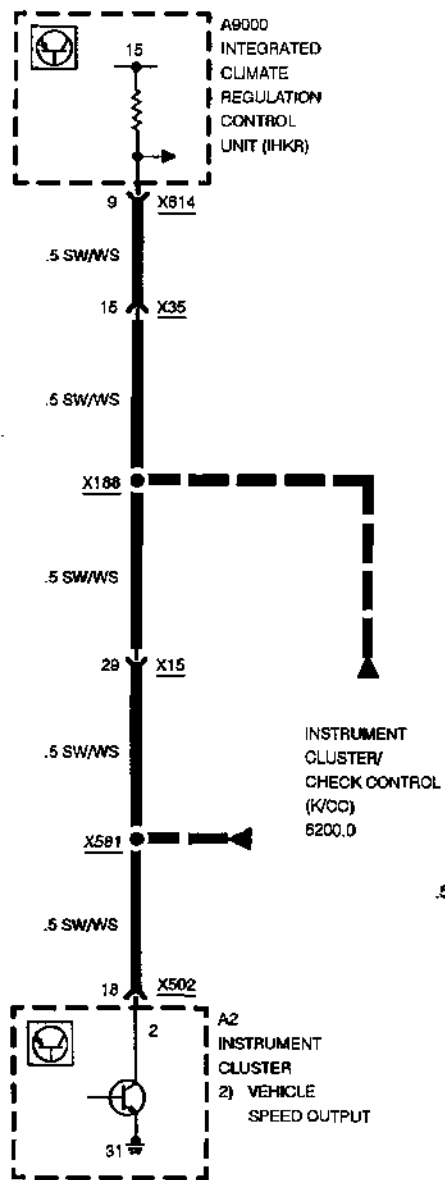 A9000
INTEGRATED
CLIMATE
REGULATION
CONTROL
UNIT (IHKR)
15
9 X614
.5 SW/WS
15 X35
.5 SW/WS
X188
.5 SW/WS
29 X15
INSTRUMENT
CLUSTER/
CHECK CONTROL
(K/CC)
6200.0
.5 SW/WS
X581
.5
.5 SW/WS
18 X502
A2
INSTRUMENT
CLUSTER
2) VEHICLE
SPEED OUTPUT
2
31